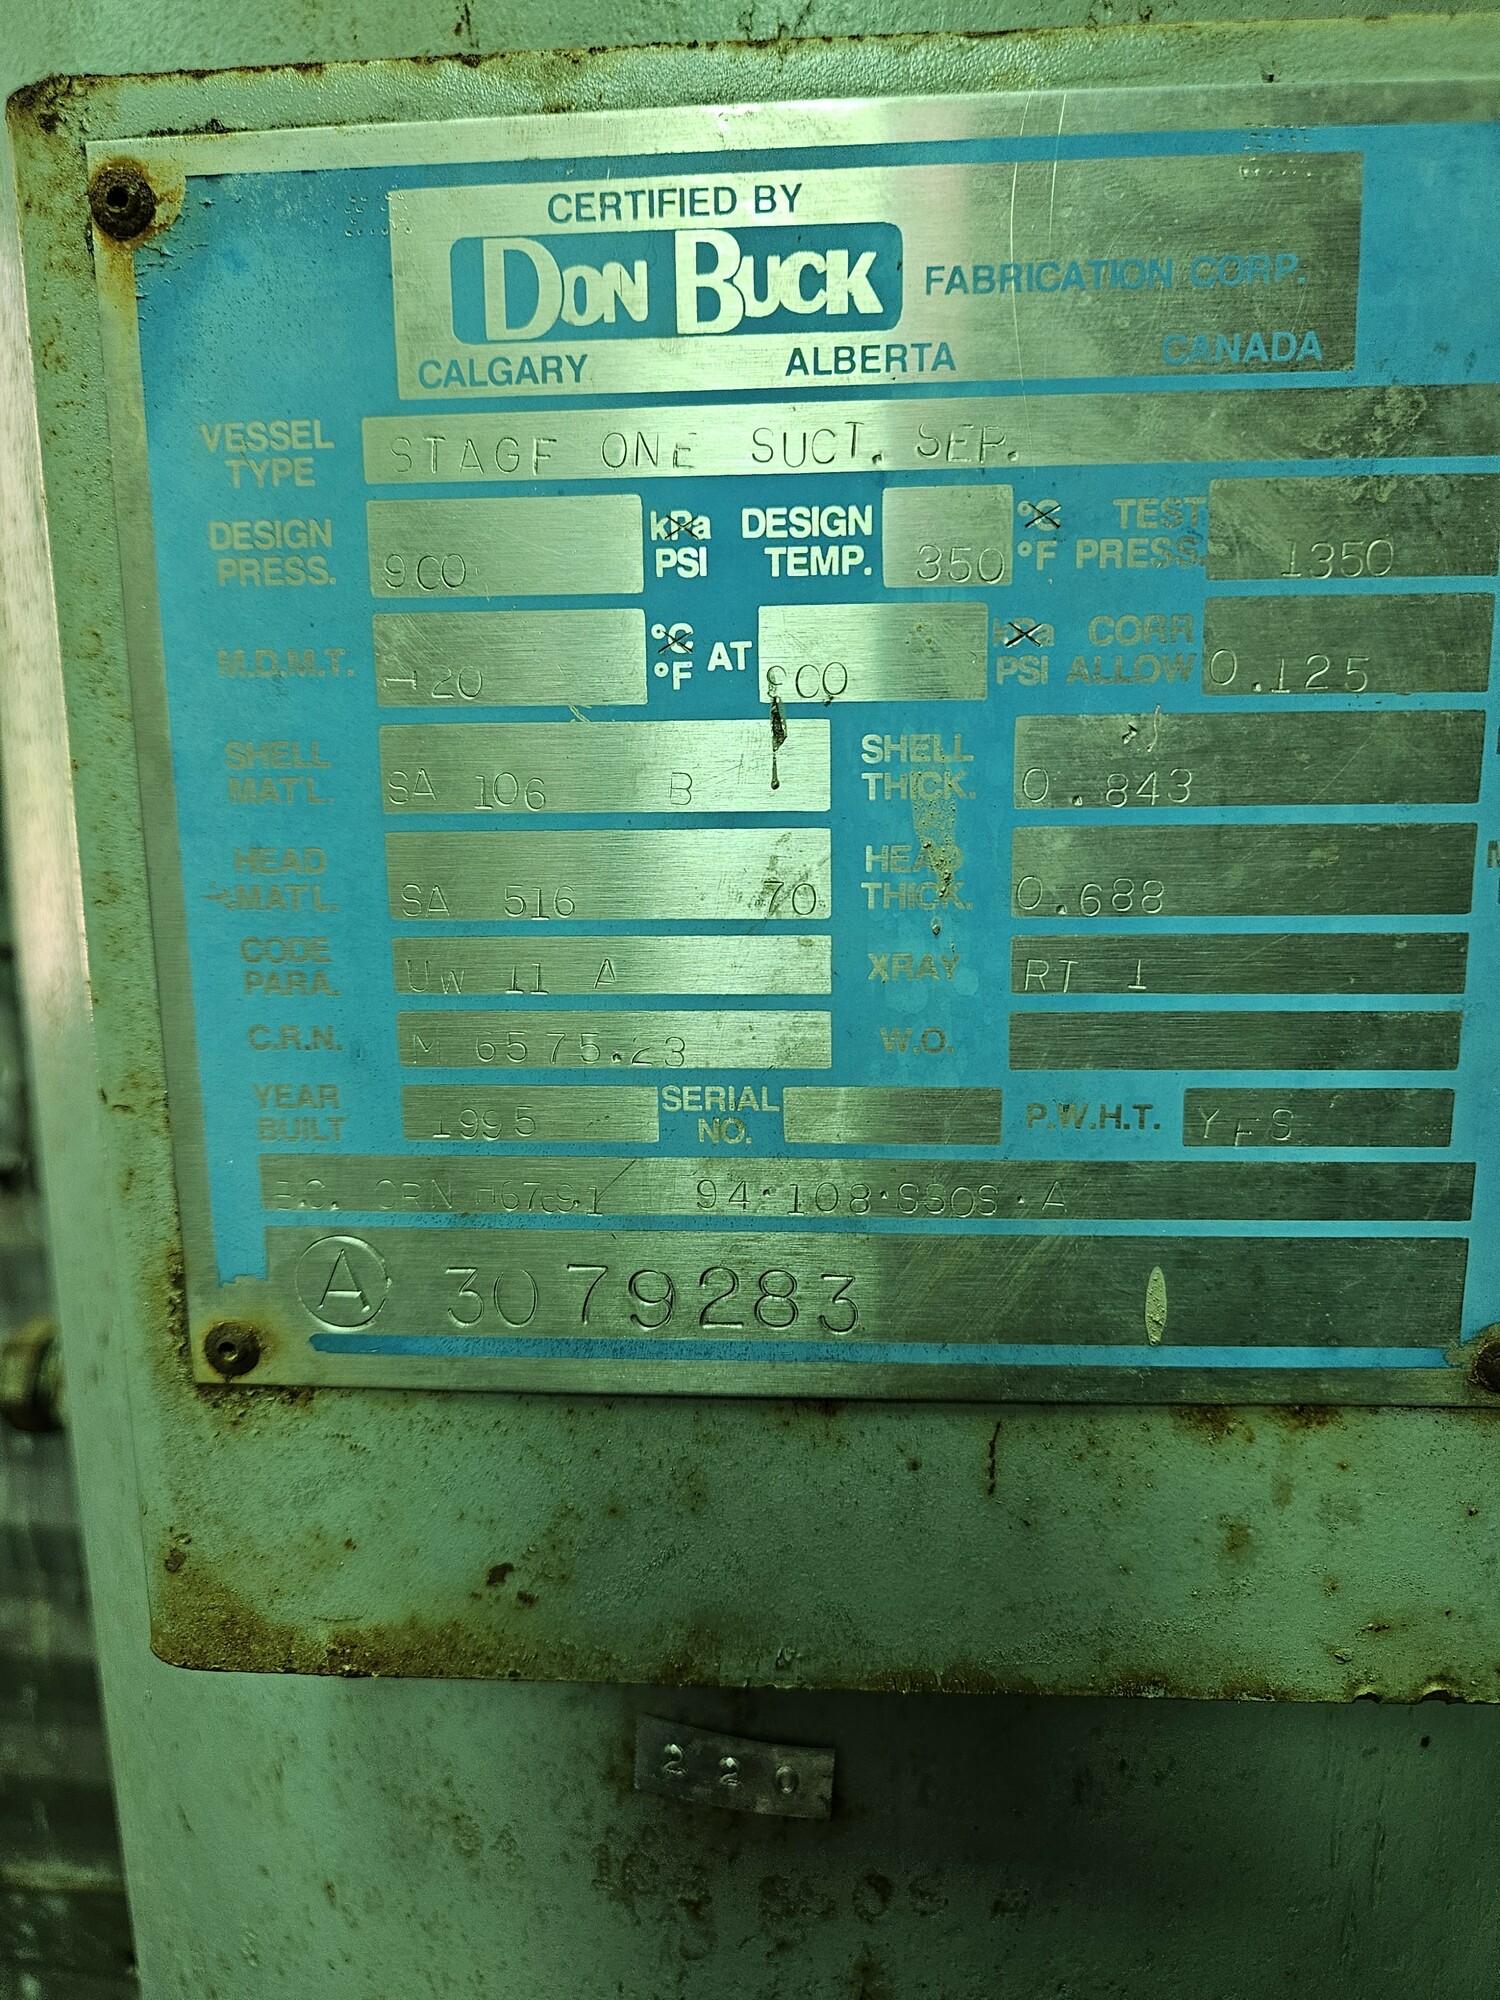 CERTIFIED BY
DON BUCK FABRICATION CORP.
CALGARY ALBERTA CANADA
VESSEL TYPE STAGE ONE SUCT. SEP.
DESIGN PRESS. 900 kPa PSI DESIGN TEMP. 350 °C °F TEST PRESS. 1350
M.D.M.T. -20 °C °F AT 900 kPa PSI CORR ALLOW 0.125
SHELL MAT'L. SA 106 B SHELL THICK. 0.843
HEAD MAT'L. SA 516 70 HEAD THICK. 0.688
CODE PARA. UW 11 A XRAY RT 1
C.R.N. M 6575.23 W.O.
YEAR BUILT 1995 SERIAL NO. P.W.H.T. YES
B.C. CRN 94·108·S50S·A
A 3079283
220